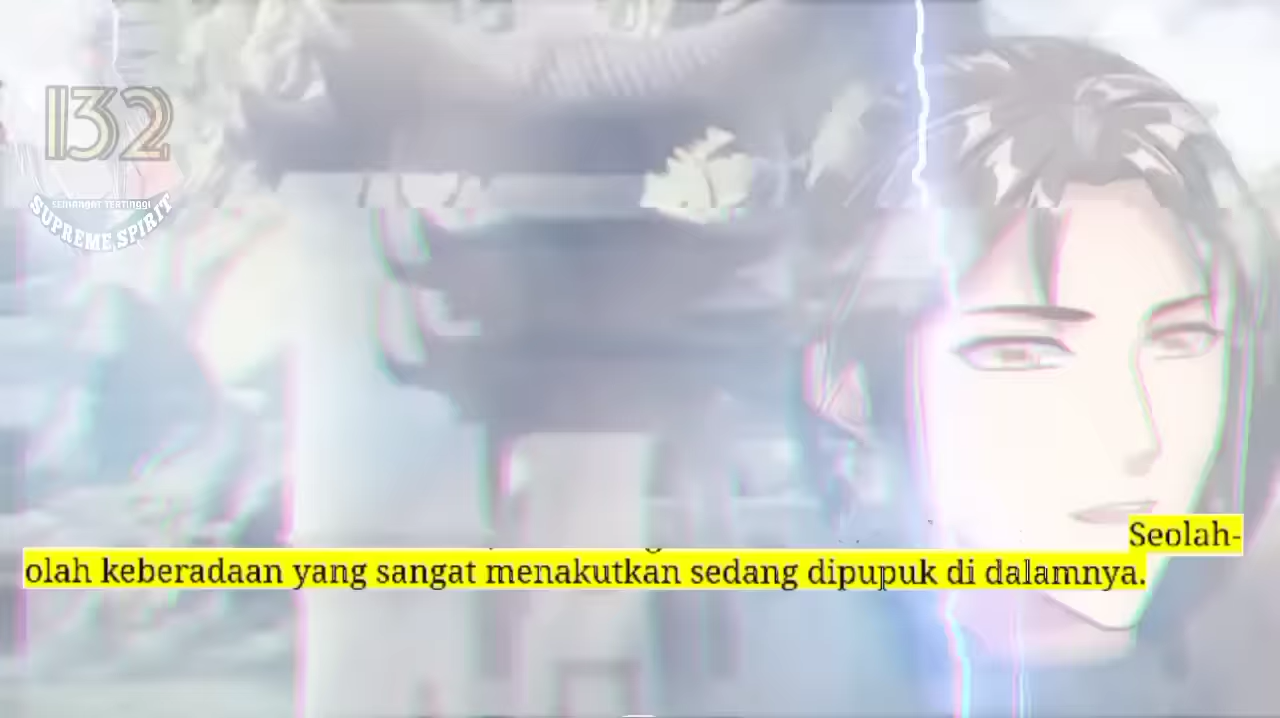 132
SEMANGAT TERTINGGI
SUPREME SPIRIT
Seolah-
olah keberadaan yang sangat menakutkan sedang dipupuk di dalamnya.